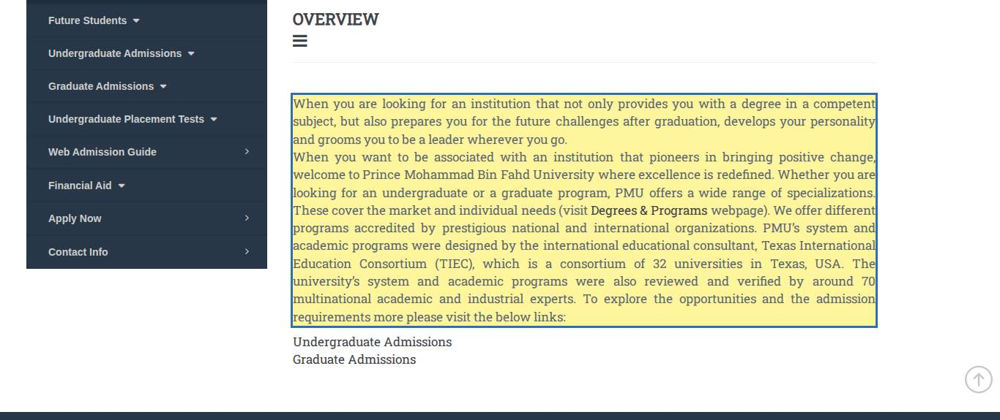 Future Students
Undergraduate Admissions
Graduate Admissions
Undergraduate Placement Tests
Web Admission Guide
Financial Aid
Apply Now
Contact Info
OVERVIEW
When you are looking for an institution that not only provides you with a degree in a competent
subject, but also prepares you for the future challenges after graduation, develops your personality
and grooms you to be a leader wherever you go.
When you want to be associated with an institution that pioneers in bringing positive change,
welcome to Prince Mohammad Bin Fahd University where excellence is redefined. Whether you are
looking for an undergraduate or a graduate program, PMU offers a wide range of specializations.
These cover the market and individual needs (visit Degrees & Programs webpage). We offer different
programs accredited by prestigious national and international organizations. PMU’s system and
academic programs were designed by the international educational consultant, Texas International
Education Consortium (TIEC), which is a consortium of 32 universities in Texas, USA. The
university’s system and academic programs were also reviewed and verified by around 70
multinational academic and industrial experts. To explore the opportunities and the admission
requirements more please visit the below links:
Undergraduate Admissions
Graduate Admissions